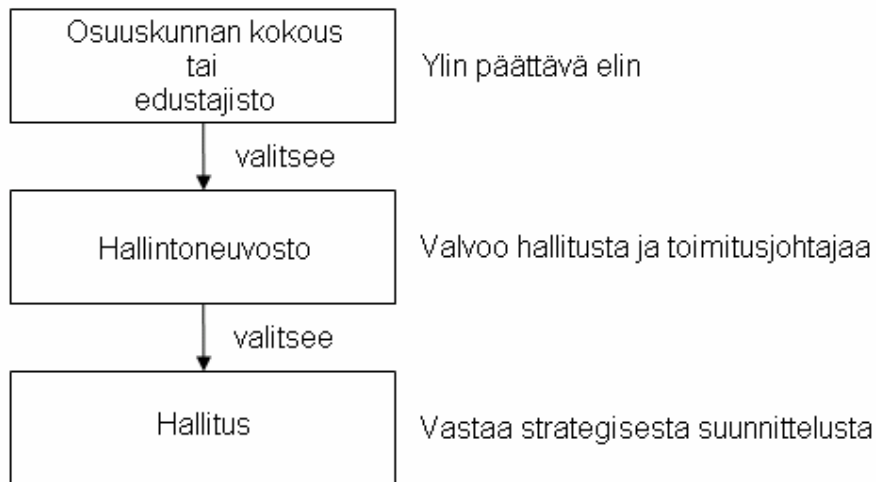 Osuuskunnan kokous
tai
edustajisto
Ylin päättävä elin
valitsee
Hallintoneuvosto
Valvoo hallitusta ja toimitusjohtajaa
valitsee
Hallitus
Vastaa strategisesta suunnittelusta